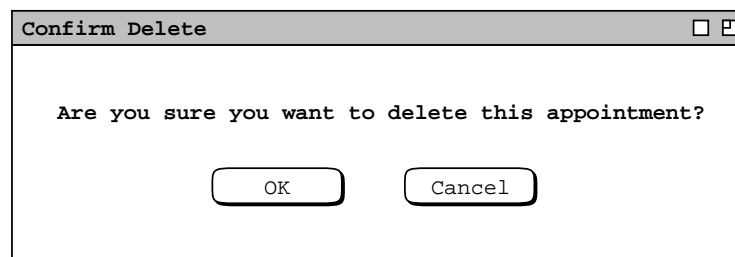 Confirm Delete
Are you sure you want to delete this appointment?
OK
Cancel